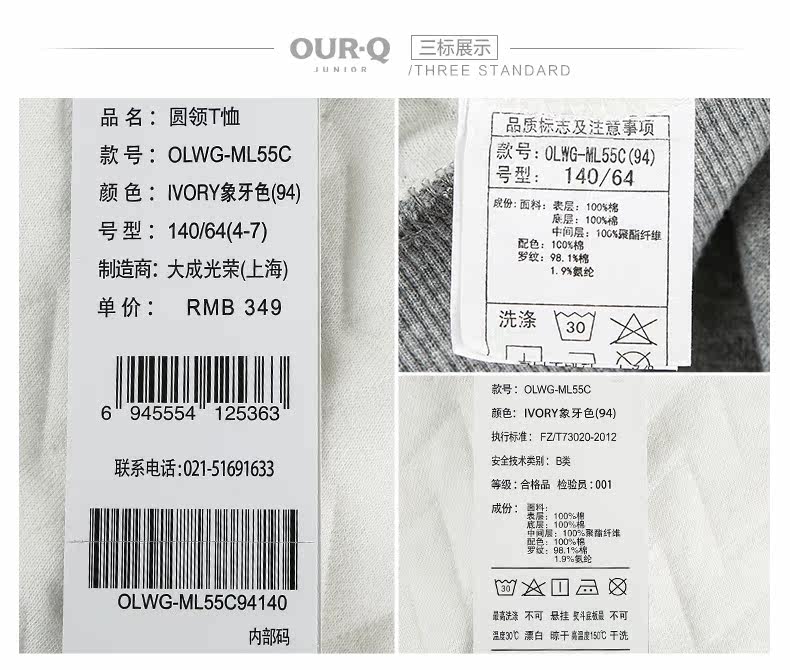 OUR-Q
JUNIOR
三标展示
/THREE STANDARD
品名：圆领T恤
款号：OLWG-ML55C
颜色：IVORY象牙色(94)
号型：140/64(4-7)
制造商：大成光荣(上海)
单价： RMB 349
6 945554 125363
联系电话:021-51691633
OLWG-ML55C94140
内部码
品质标志及注意事项
款号：OLWG-ML55C(94)
号型： 140/64
成份：面料：表层：100%棉
底层：100%棉
中间层：100%聚酯纤维
配色：100%棉
罗纹：98.1%棉
1.9%氨纶
洗涤
30
款号：OLWG-ML55C
颜色：IVORY象牙色(94)
执行标准： FZ/T73020-2012
安全技术类别：B类
等级：合格品 检验员：001
成份：面料：
表层：100%棉
底层：100%棉
中间层：100%聚酯纤维
配色：100%棉
罗纹：98.1%棉
1.9%氨纶
30
最高洗涤 不可 悬挂 熨斗底板最 不可
温度30℃ 漂白 晾干 高温度150℃ 干洗